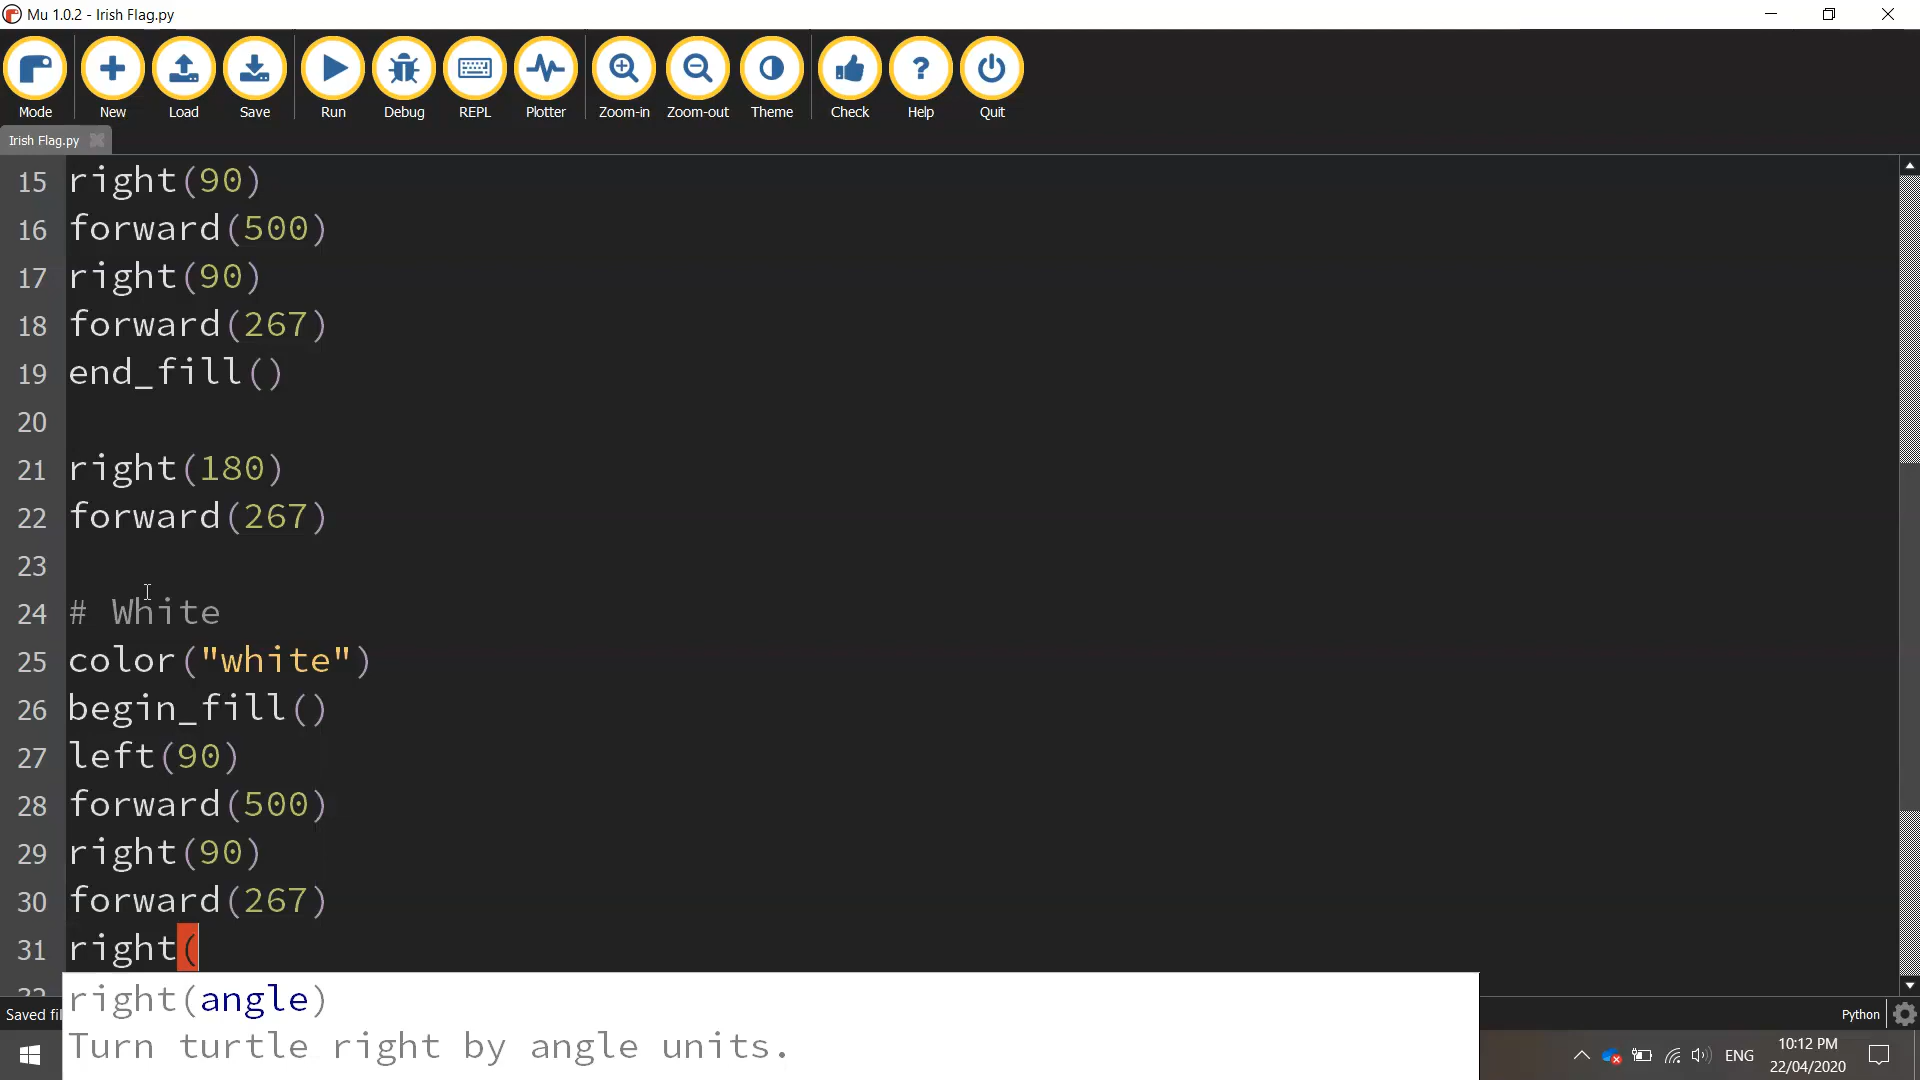 Mu 1.0.2 - Irish Flag.py
Mode New Load Save Run Debug REPL Plotter Zoom-in Zoom-out Theme Check Help Quit
Irish Flag.py
15 right(90)
16 forward(500)
17 right(90)
18 forward(267)
19 end_fill()
20
21 right(180)
22 forward(267)
23
24 # White
25 color("white")
26 begin_fill()
27 left(90)
28 forward(500)
29 right(90)
30 forward(267)
31 right(
right(angle)
Turn turtle right by angle units.
Saved fi
Python
ENG
10:12 PM
22/04/2020